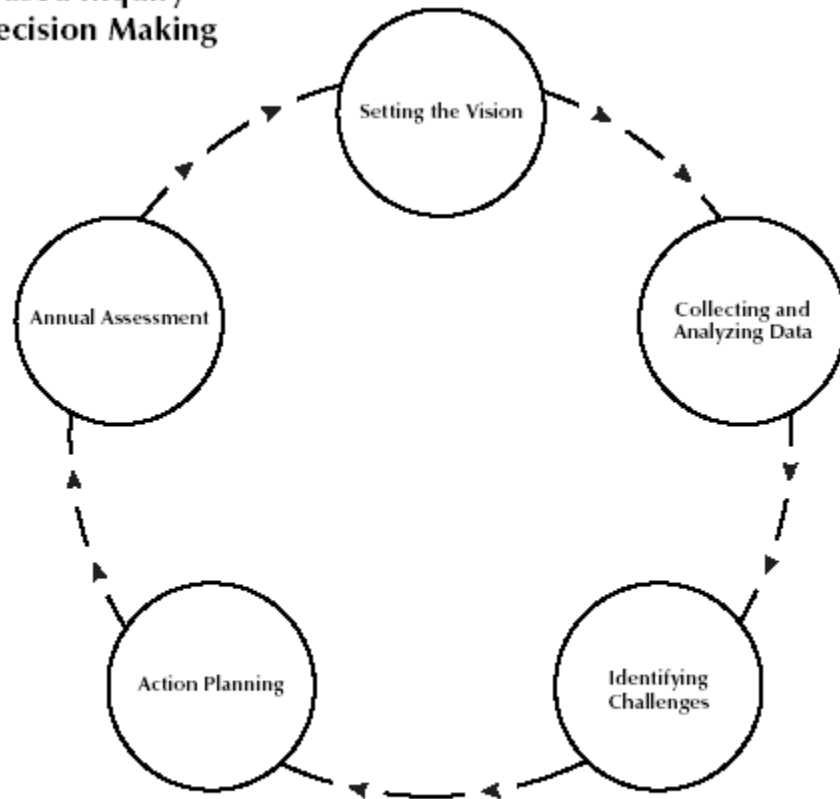 ecision Making
Setting the Vision
Annual Assessment
Collecting and
Analyzing Data
Action Planning
Identifying
Challenges